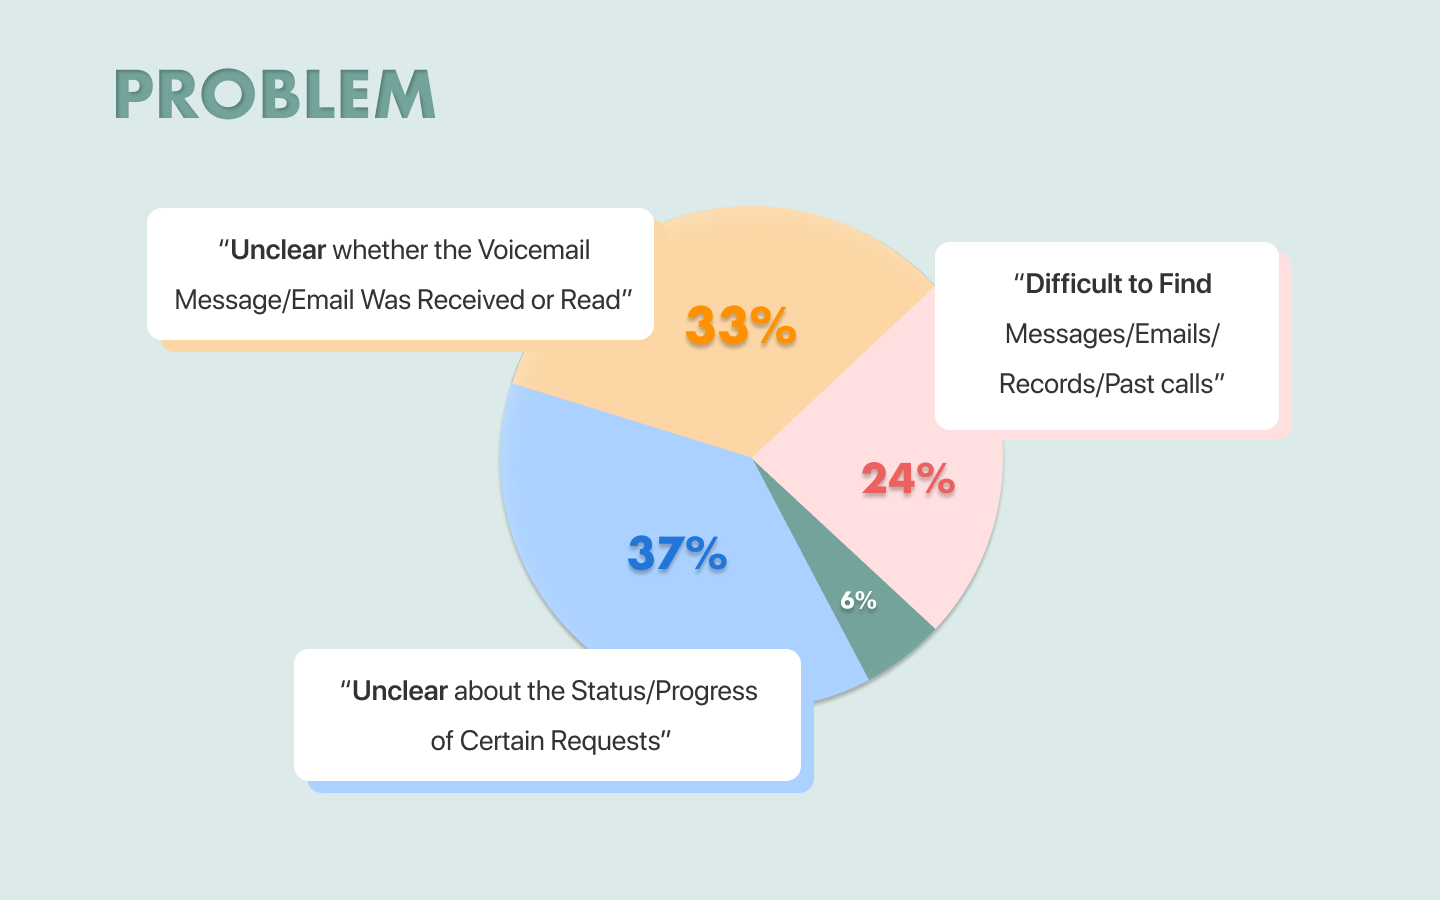 PROBLEM
“Unclear whether the Voicemail
Message/Email Was Received or Read”
33%
“Difficult to Find
Messages/Emails/
Records/Past calls”
24%
37%
6%
“Unclear about the Status/Progress
of Certain Requests”